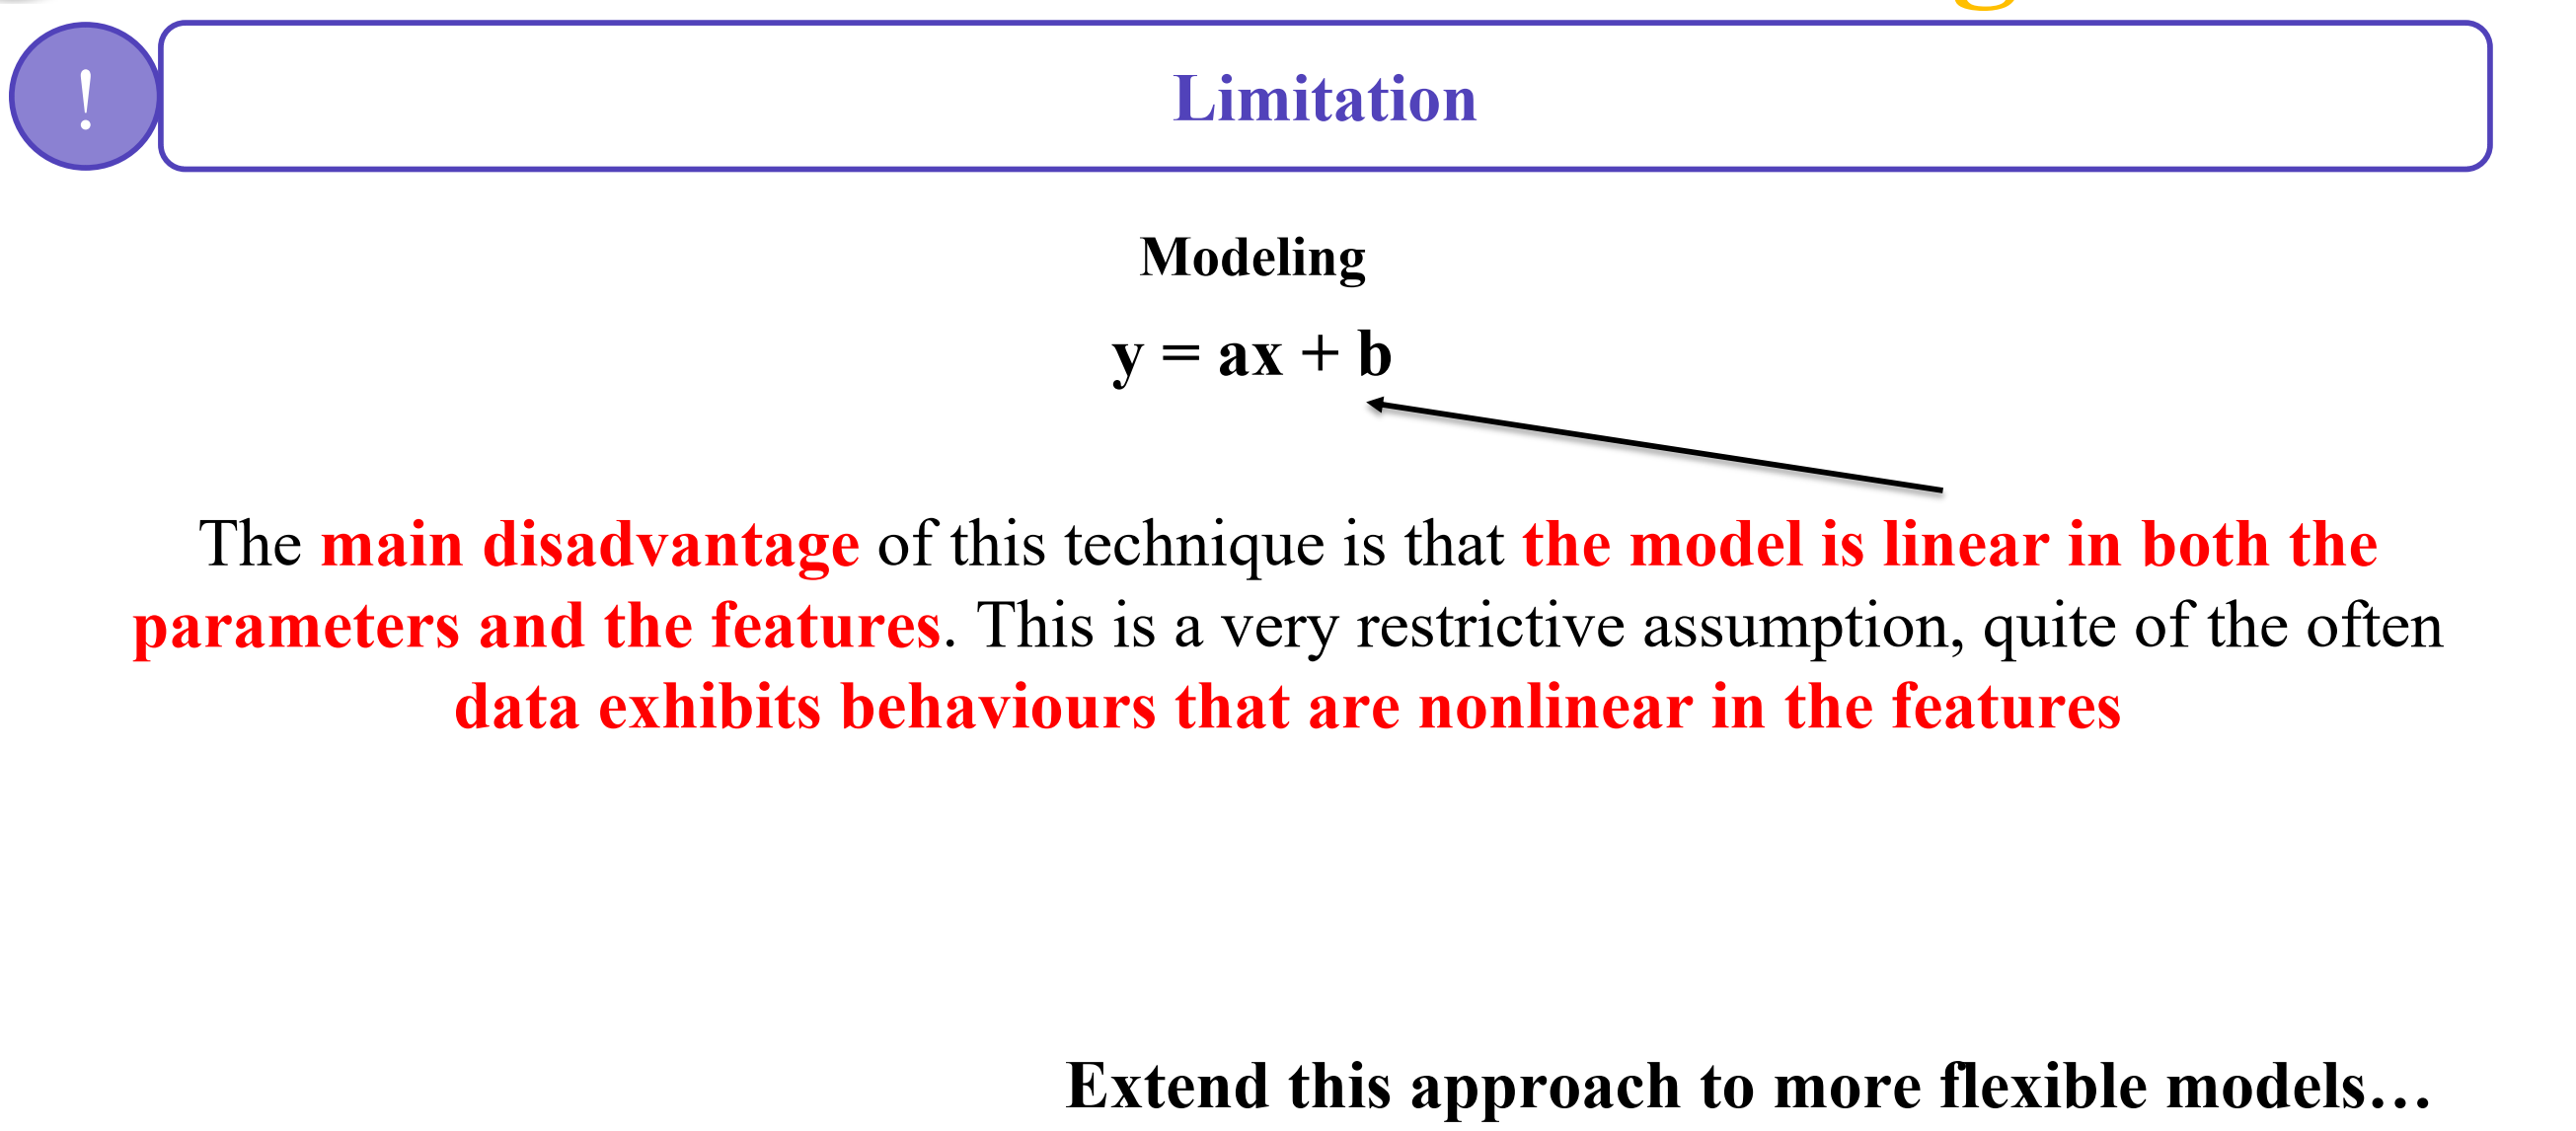 !
Limitation
Modeling
y = ax + b
The main disadvantage of this technique is that the model is linear in both the
parameters and the features. This is a very restrictive assumption, quite of the often
data exhibits behaviours that are nonlinear in the features
Extend this approach to more flexible models…